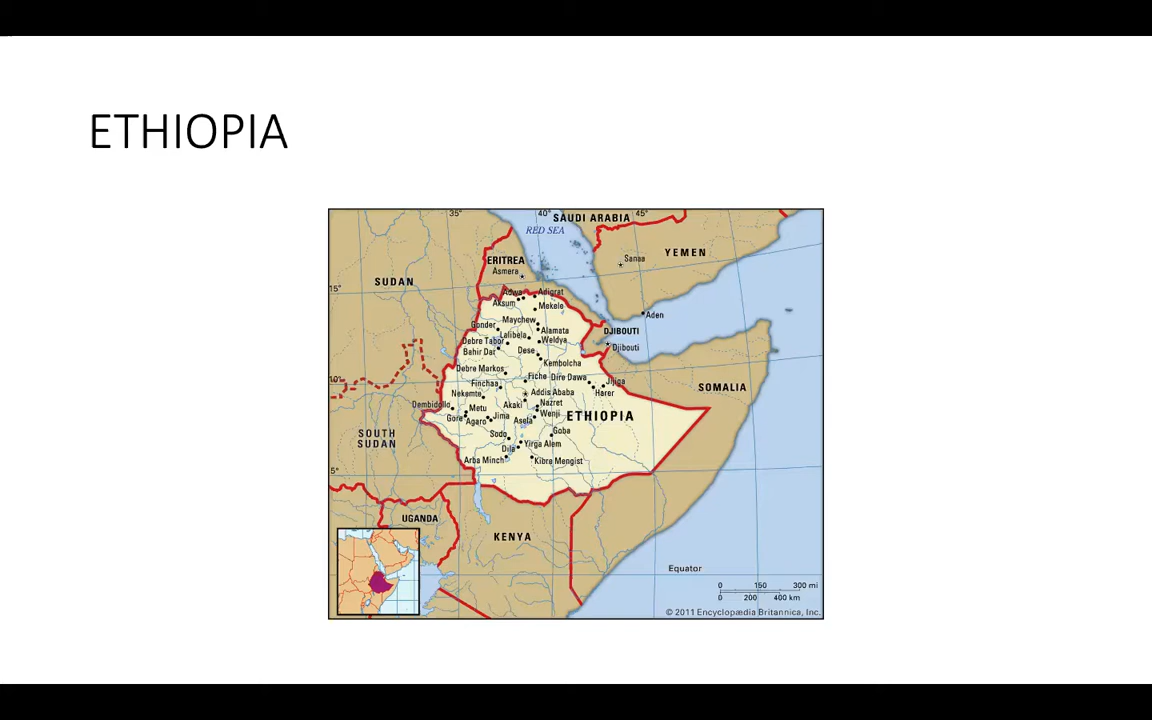 ETHIOPIA
35°
40°
SAUDI ARABIA
45°
RED SEA
YEMEN
Sanaa
ERITREA
Asmera
SUDAN
15°
Adwa
Adigrat
Aksum
Mekele
Aden
Maychew
Gonder
Alamata
DJIBOUTI
Lalibela
Weldya
Debre Tabor
Djibouti
Bahir Dar
Dese
Kembolcha
Debre Markos
10°
Fiche
Dire Dawa
Jijiga
Finchaa
SOMALIA
Nekemte
Addis Ababa
Harer
Dembidollo
Akaki
Nazret
Metu
Gore
Agaro
Jima
Asela
Wenji
ETHIOPIA
SOUTH
SUDAN
Sodo
Goba
Dila
Yirga Alem
Arba Minch
Kibre Mengist
5°
UGANDA
KENYA
Equator
0 150 300 mi
0 200 400 km
© 2011 Encyclopædia Britannica, Inc.